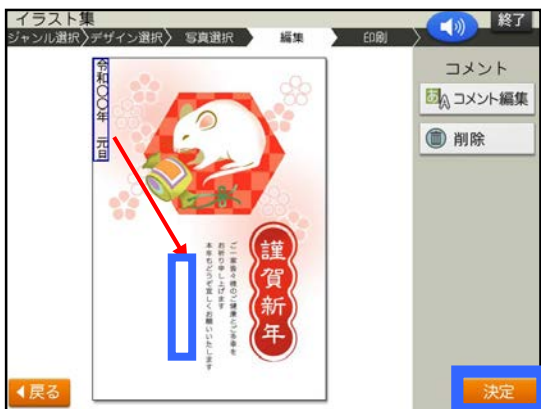 イラスト集
終了
ジャンル選択
デザイン選択
写真選択
編集
印刷
コメント
あA コメント編集
削除
令和〇〇年 元旦
謹賀新年
ご一家皆々様のご健康とご多幸を
お祈り申し上げます
本年もどうぞ宜しくお願いいたします
戻る
決定